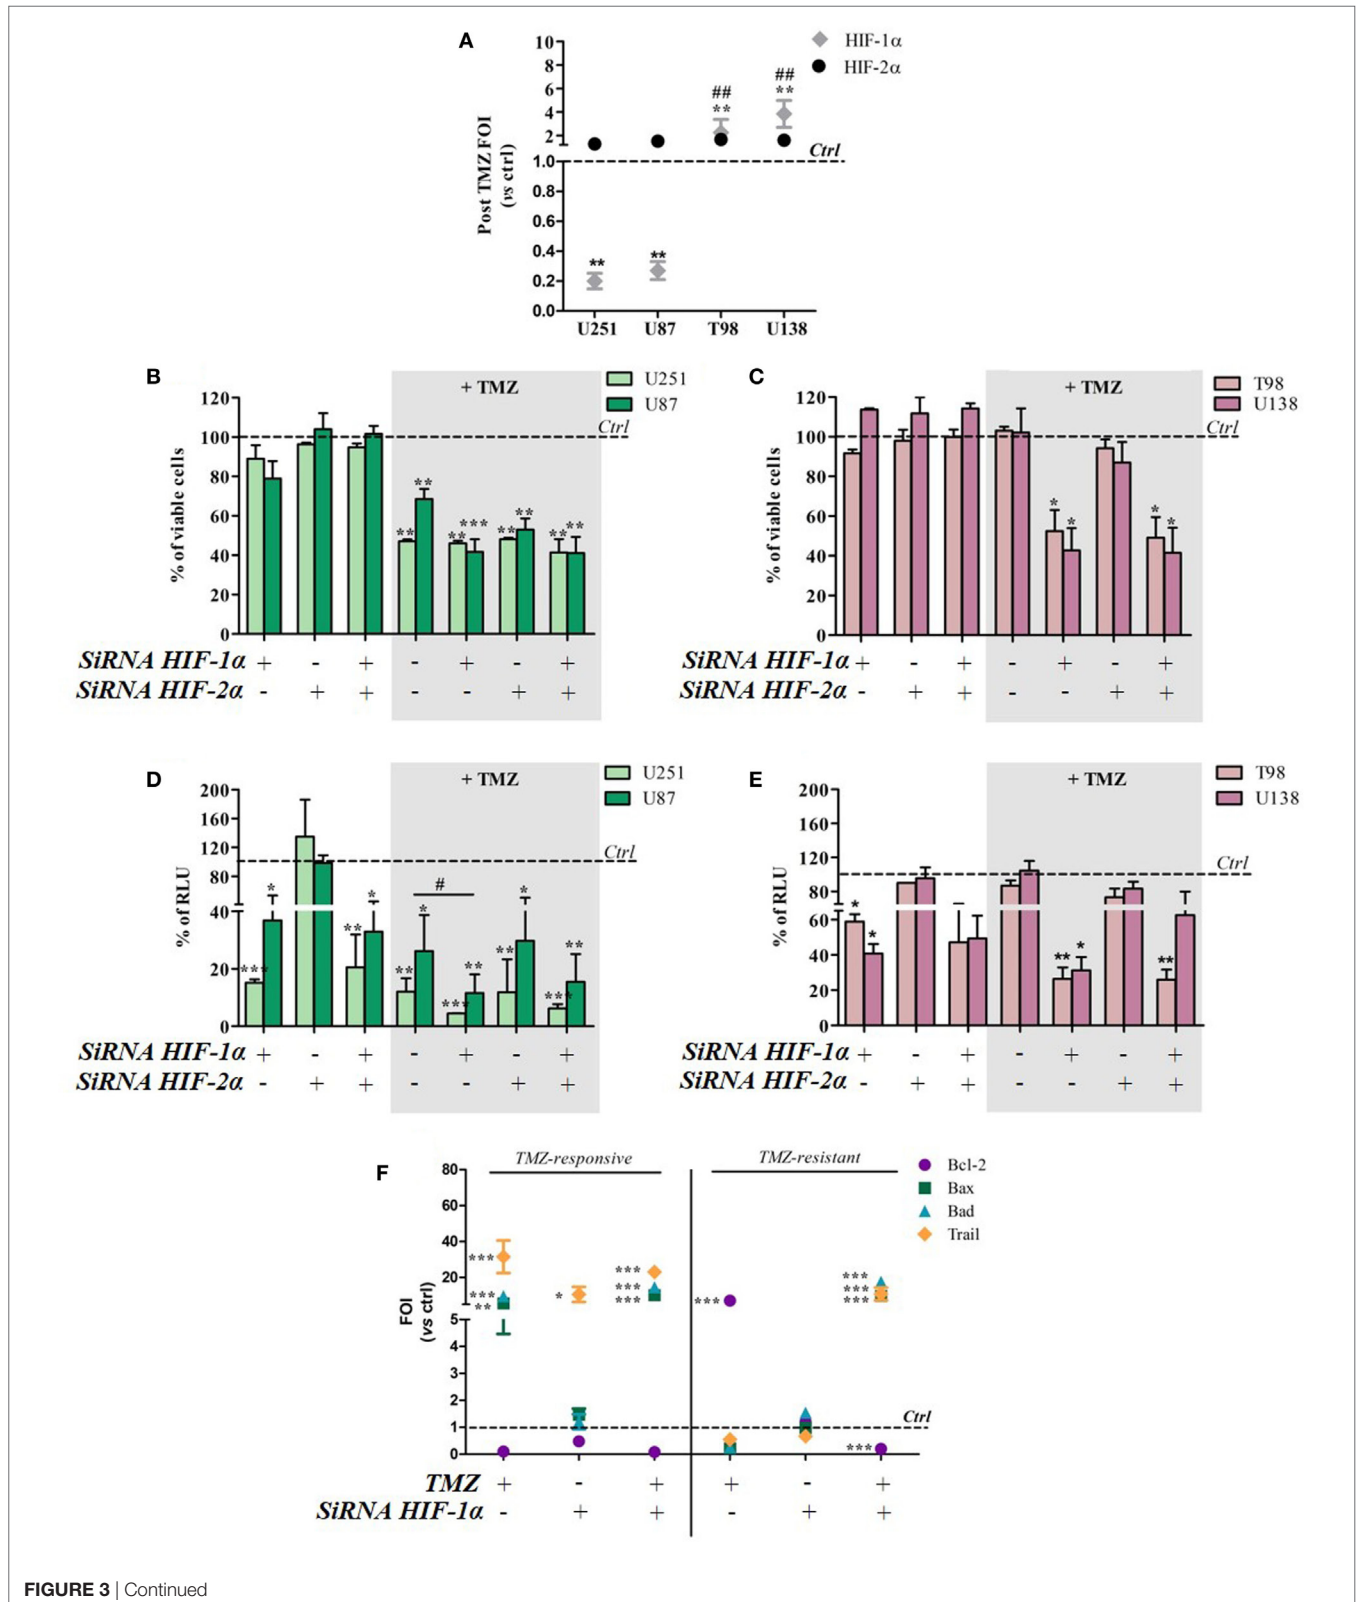 A
10
8
6
4
2
1.0
0.8
0.6
0.4
0.2
0.0
Post TMZ FOI
(vs ctrl)
HIF-1α
HIF-2α
##
**
##
**
Ctrl
**
**
U251 U87 T98 U138
B
+ TMZ
U251
U87
120
100
80
60
40
20
0
% of viable cells
Ctrl
** ** ** *** ** ** ** **
SiRNA HIF-1α + - + - + - +
SiRNA HIF-2α - + + - - + +
C
+ TMZ
T98
U138
120
100
80
60
40
20
0
% of viable cells
Ctrl
* * * *
SiRNA HIF-1α + - + - + - +
SiRNA HIF-2α - + + - - + +
D
+ TMZ
U251
U87
200
160
120
80
40
20
0
% of RLU
Ctrl
#
*** * ** * ** * *** ** ** * *** **
SiRNA HIF-1α + - + - + - +
SiRNA HIF-2α - + + - - + +
E
+ TMZ
T98
U138
200
160
120
80
60
40
20
0
% of RLU
Ctrl
* * ** * **
SiRNA HIF-1α + - + - + - +
SiRNA HIF-2α - + + - - + +
F
TMZ-responsive
TMZ-resistant
Bcl-2
Bax
Bad
Trail
80
60
40
20
5
4
3
2
1
0
FOI
(vs ctrl)
***
***
**
*
***
***
***
***
***
***
***
***
Ctrl
TMZ + - + + - +
SiRNA HIF-1α - + + - + +
FIGURE 3 | Continued